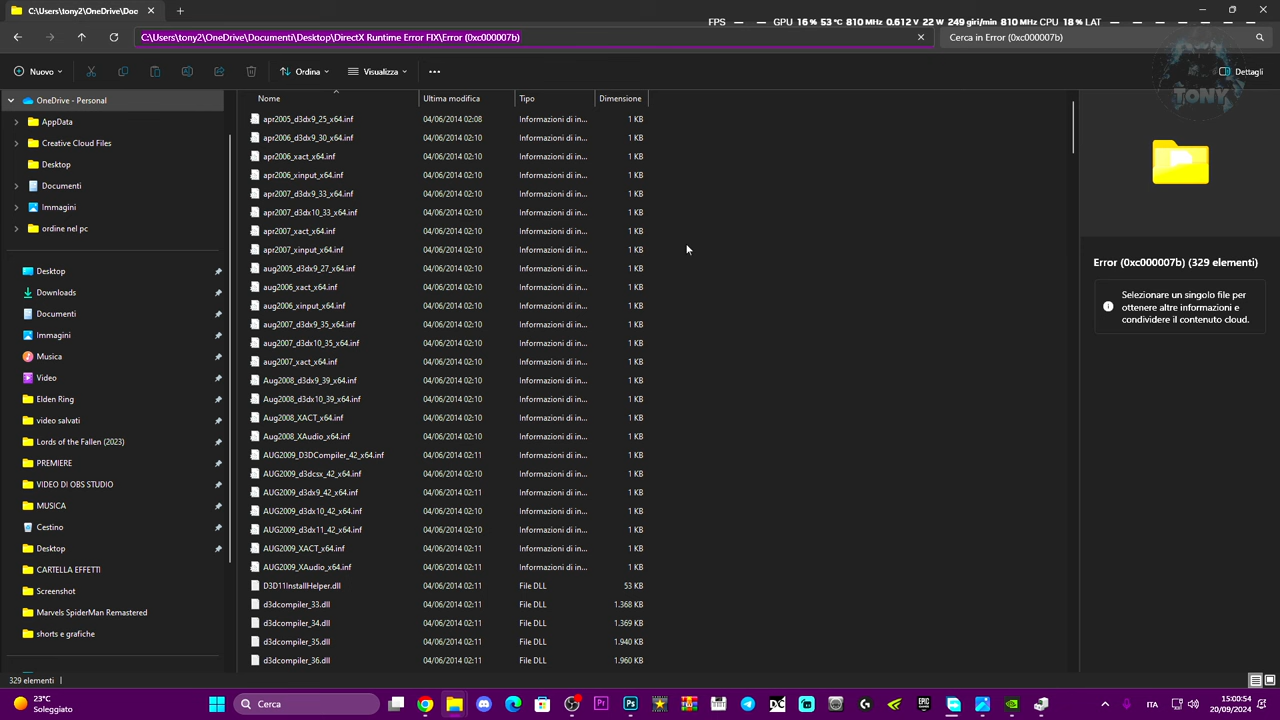 C:\Users\tony2\OneDrive\Doc
FPS — — GPU 16 % 53 °C 810 MHz 0.612 V 22 W 249 giri/min 810 MHz CPU 18 % LAT
C:\Users\tony2\OneDrive\Documenti\Desktop\DirectX Runtime Error FIX\Error (0xc000007b)
Cerca in Error (0xc000007b)
Nuovo
Ordina
Visualizza
Dettagli
TONY
Nome Ultima modifica Tipo Dimensione
OneDrive - Personal
AppData
Creative Cloud Files
Desktop
Documenti
Immagini
ordine nel pc
Desktop
Downloads
Documenti
Immagini
Musica
Video
Elden Ring
video salvati
Lords of the Fallen (2023)
PREMIERE
VIDEO DI OBS STUDIO
MUSICA
Cestino
Desktop
CARTELLA EFFETTI
Screenshot
Marvels SpiderMan Remastered
shorts e grafiche
apr2005_d3dx9_25_x64.inf 04/06/2014 02:08 Informazioni di in... 1 KB
apr2006_d3dx9_30_x64.inf 04/06/2014 02:10 Informazioni di in... 1 KB
apr2006_xact_x64.inf 04/06/2014 02:10 Informazioni di in... 1 KB
apr2006_xinput_x64.inf 04/06/2014 02:10 Informazioni di in... 1 KB
apr2007_d3dx9_33_x64.inf 04/06/2014 02:10 Informazioni di in... 1 KB
apr2007_d3dx10_33_x64.inf 04/06/2014 02:10 Informazioni di in... 1 KB
apr2007_xact_x64.inf 04/06/2014 02:10 Informazioni di in... 1 KB
apr2007_xinput_x64.inf 04/06/2014 02:10 Informazioni di in... 1 KB
aug2005_d3dx9_27_x64.inf 04/06/2014 02:10 Informazioni di in... 1 KB
aug2006_xact_x64.inf 04/06/2014 02:10 Informazioni di in... 1 KB
aug2006_xinput_x64.inf 04/06/2014 02:10 Informazioni di in... 1 KB
aug2007_d3dx9_35_x64.inf 04/06/2014 02:10 Informazioni di in... 1 KB
aug2007_d3dx10_35_x64.inf 04/06/2014 02:10 Informazioni di in... 1 KB
aug2007_xact_x64.inf 04/06/2014 02:10 Informazioni di in... 1 KB
Aug2008_d3dx9_39_x64.inf 04/06/2014 02:10 Informazioni di in... 1 KB
Aug2008_d3dx10_39_x64.inf 04/06/2014 02:10 Informazioni di in... 1 KB
Aug2008_XACT_x64.inf 04/06/2014 02:10 Informazioni di in... 1 KB
Aug2008_XAudio_x64.inf 04/06/2014 02:10 Informazioni di in... 1 KB
AUG2009_D3DCompiler_42_x64.inf 04/06/2014 02:11 Informazioni di in... 1 KB
AUG2009_d3dcsx_42_x64.inf 04/06/2014 02:10 Informazioni di in... 1 KB
AUG2009_d3dx9_42_x64.inf 04/06/2014 02:11 Informazioni di in... 1 KB
AUG2009_d3dx10_42_x64.inf 04/06/2014 02:10 Informazioni di in... 1 KB
AUG2009_d3dx11_42_x64.inf 04/06/2014 02:10 Informazioni di in... 1 KB
AUG2009_XACT_x64.inf 04/06/2014 02:11 Informazioni di in... 1 KB
AUG2009_XAudio_x64.inf 04/06/2014 02:11 Informazioni di in... 1 KB
D3D11InstallHelper.dll 04/06/2014 02:11 File DLL 53 KB
d3dcompiler_33.dll 04/06/2014 02:11 File DLL 1.368 KB
d3dcompiler_34.dll 04/06/2014 02:11 File DLL 1.369 KB
d3dcompiler_35.dll 04/06/2014 02:11 File DLL 1.940 KB
d3dcompiler_36.dll 04/06/2014 02:11 File DLL 1.960 KB
Error (0xc000007b) (329 elementi)
Selezionare un singolo file per
ottenere altre informazioni e
condividere il contenuto cloud.
329 elementi
23°C
Soleggiato
Cerca
ITA
15:00:54
20/09/2024